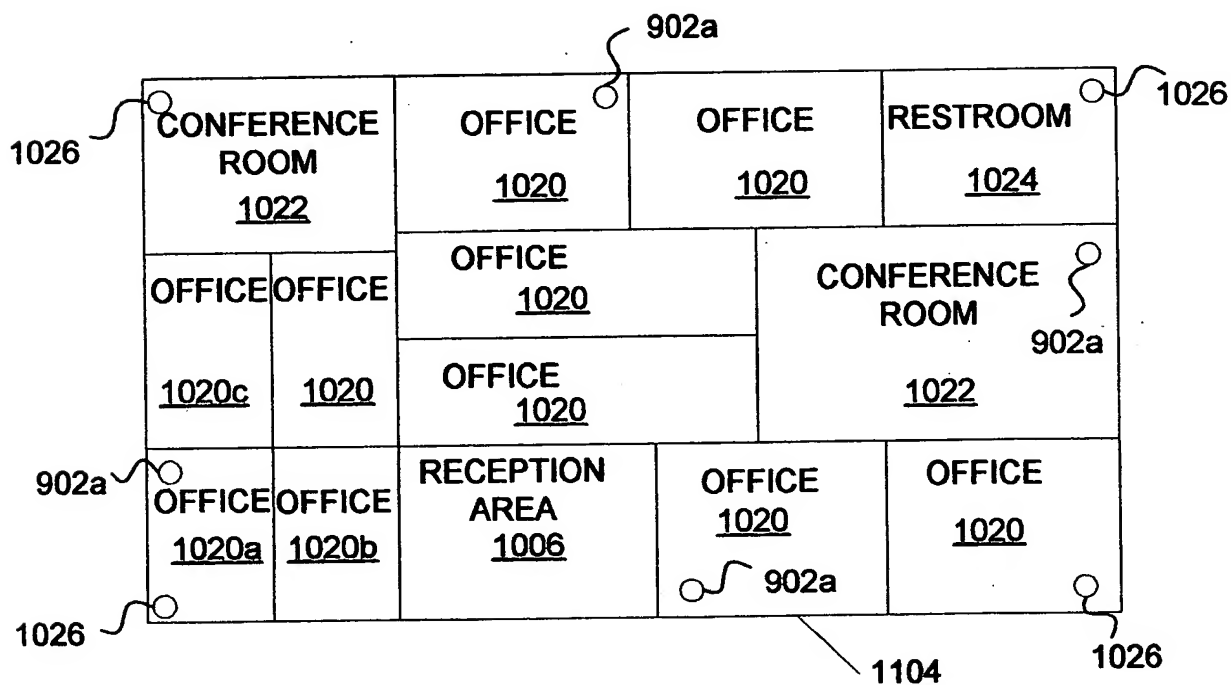 902a
1026
CONFERENCE
ROOM
1022
OFFICE
1020
OFFICE
1020
RESTROOM
1024
1026
OFFICE
1020c
OFFICE
1020
OFFICE
1020
OFFICE
1020
CONFERENCE
ROOM
1022
902a
902a
OFFICE
1020a
OFFICE
1020b
RECEPTION
AREA
1006
OFFICE
1020
902a
OFFICE
1020
1026
1026
1104